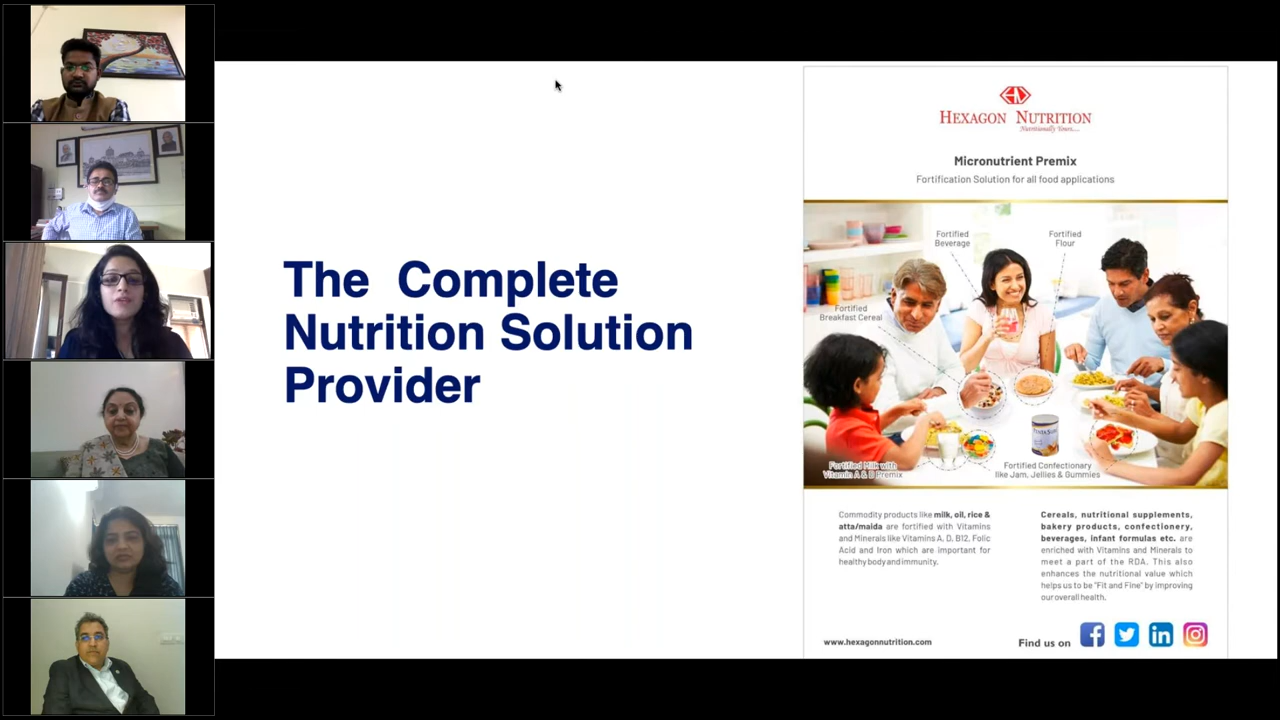 The Complete
Nutrition Solution
Provider
HEXAGON NUTRITION
Nutritionally Yours....
Micronutrient Premix
Fortification Solution for all food applications
Fortified
Beverage
Fortified
Flour
Fortified
Breakfast Cereal
Fortified Milk with
Vitamin A & D Premix
Fortified Confectionary
like Jam, Jellies & Gummies
Commodity products like milk, oil, rice &
atta/maida are fortified with Vitamins
and Minerals like Vitamins A, D, B12, Folic
Acid and Iron which are important for
healthy body and immunity.
Cereals, nutritional supplements,
bakery products, confectionery,
beverages, infant formulas etc. are
enriched with Vitamins and Minerals to
meet a part of the RDA. This also
enhances the nutritional value which
helps us to be "Fit and Fine" by improving
our overall health.
www.hexagonnutrition.com
Find us on